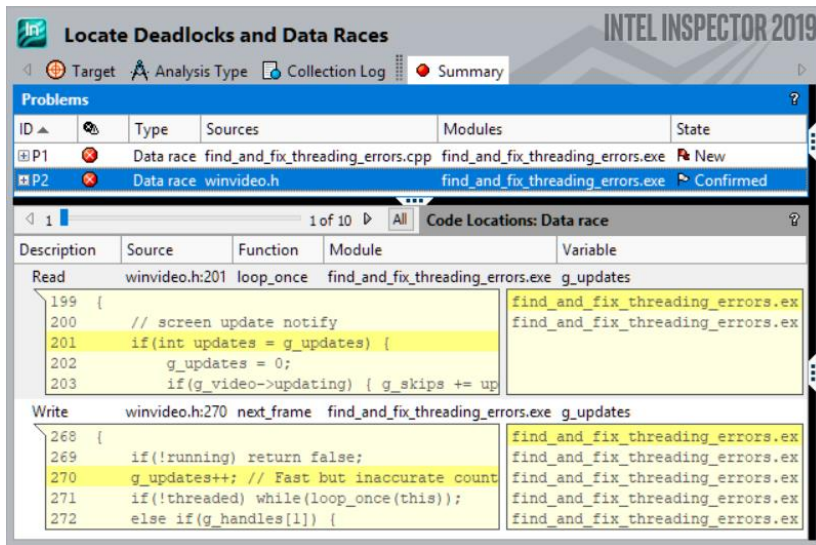 In
Locate Deadlocks and Data Races
INTEL INSPECTOR 2019
Target Analysis Type Collection Log Summary
Problems ?
ID Type Sources Modules State
P1 Data race find_and_fix_threading_errors.cpp find_and_fix_threading_errors.exe New
P2 Data race winvideo.h find_and_fix_threading_errors.exe Confirmed
1 1 of 10 All Code Locations: Data race ?
Description Source Function Module Variable
Read winvideo.h:201 loop_once find_and_fix_threading_errors.exe g_updates
199 { find_and_fix_threading_errors.ex
200 // screen update notify find_and_fix_threading_errors.ex
201 if(int updates = g_updates) {
202 g_updates = 0;
203 if(g_video->updating) { g_skips += up
Write winvideo.h:270 next_frame find_and_fix_threading_errors.exe g_updates
268 { find_and_fix_threading_errors.ex
269 if(!running) return false; find_and_fix_threading_errors.ex
270 g_updates++; // Fast but inaccurate count find_and_fix_threading_errors.ex
271 if(!threaded) while(loop_once(this)); find_and_fix_threading_errors.ex
272 else if(g_handles[1]) { find_and_fix_threading_errors.ex